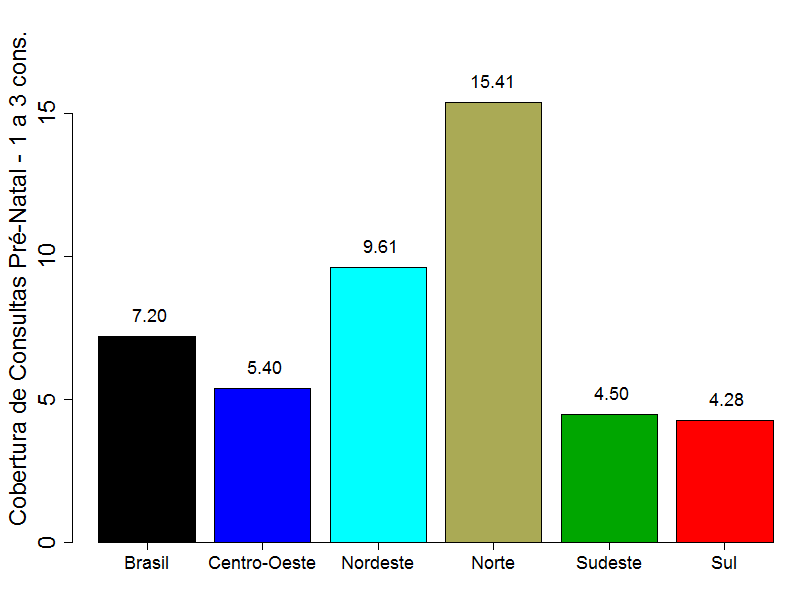 Cobertura de Consultas Pré-Natal - 1 a 3 cons.
15
10
5
0
15.41
9.61
7.20
5.40
4.50
4.28
Brasil
Centro-Oeste
Nordeste
Norte
Sudeste
Sul